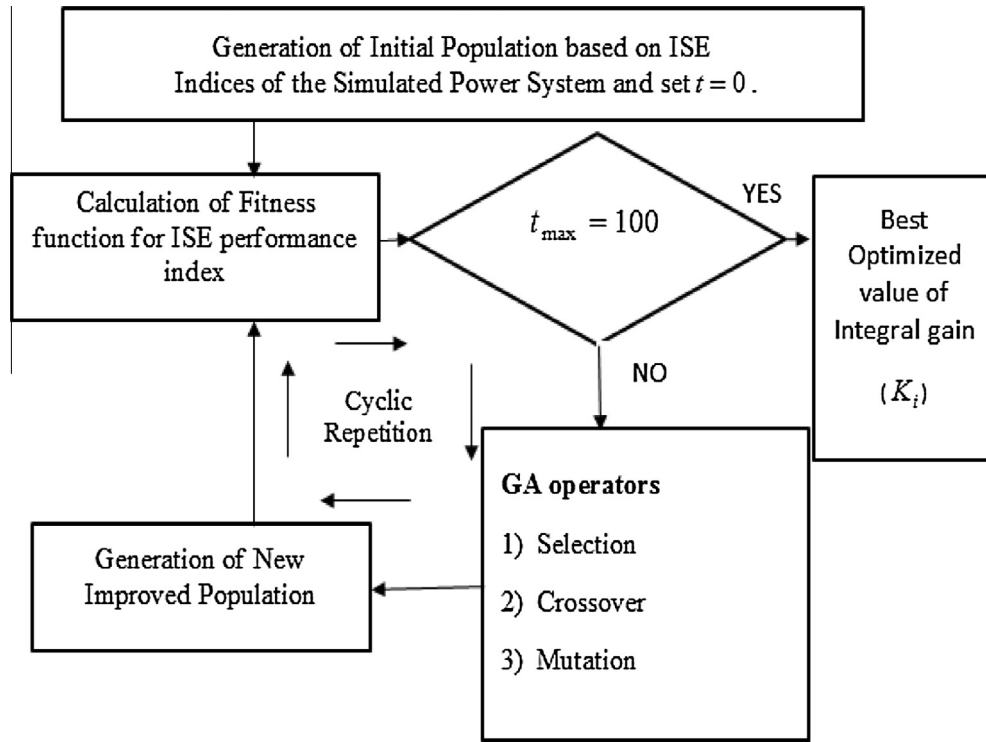 Generation of Initial Population based on ISE
Indices of the Simulated Power System and set t = 0 .
Calculation of Fitness
function for ISE performance
index
t max = 100
YES
Best
Optimized
value of
Integral gain
( K i )
NO
Cyclic
Repetition
GA operators
1) Selection
2) Crossover
3) Mutation
Generation of New
Improved Population